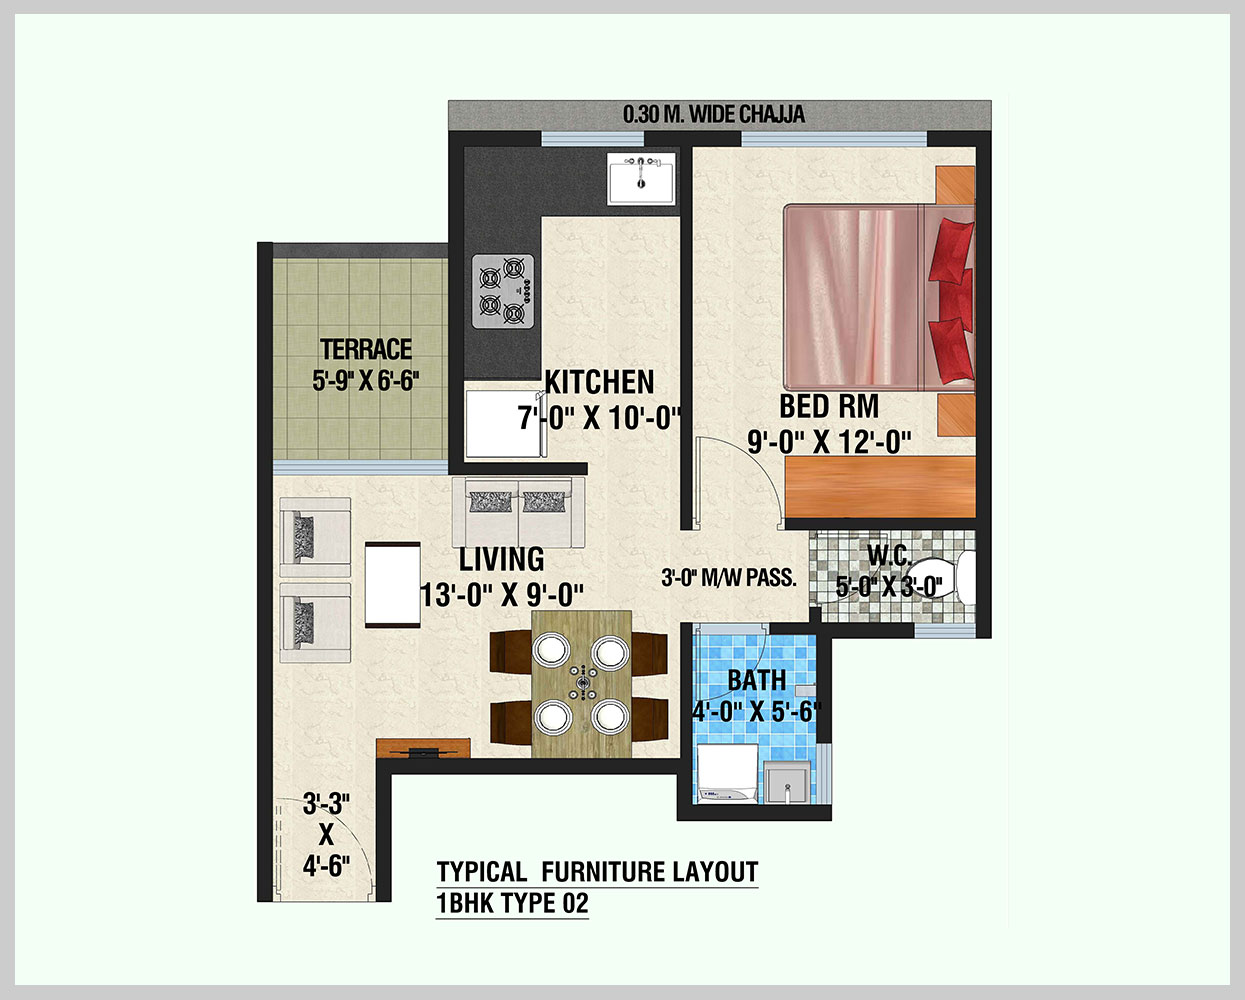 0.30 M. WIDE CHAJJA
TERRACE
5'-9" X 6'-6"
KITCHEN
7'-0" X 10'-0"
BED RM
9'-0" X 12'-0"
LIVING
13'-0" X 9'-0"
3'-0" M/W PASS.
W.C.
5'-0" X 3'-0"
BATH
4'-0" X 5'-6"
3'-3"
X
4'-6"
TYPICAL FURNITURE LAYOUT
1BHK TYPE 02